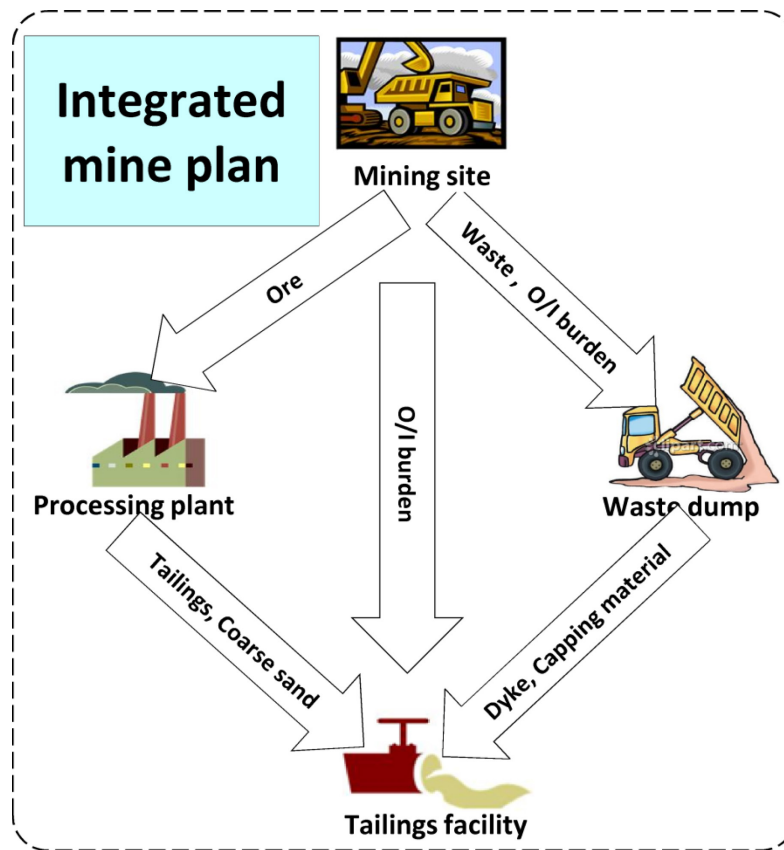 Integrated
mine plan
Mining site
Ore
Waste , O/I burden
O/I burden
Processing plant
Waste dump
Tailings, Coarse sand
Dyke, Capping material
Tailings facility